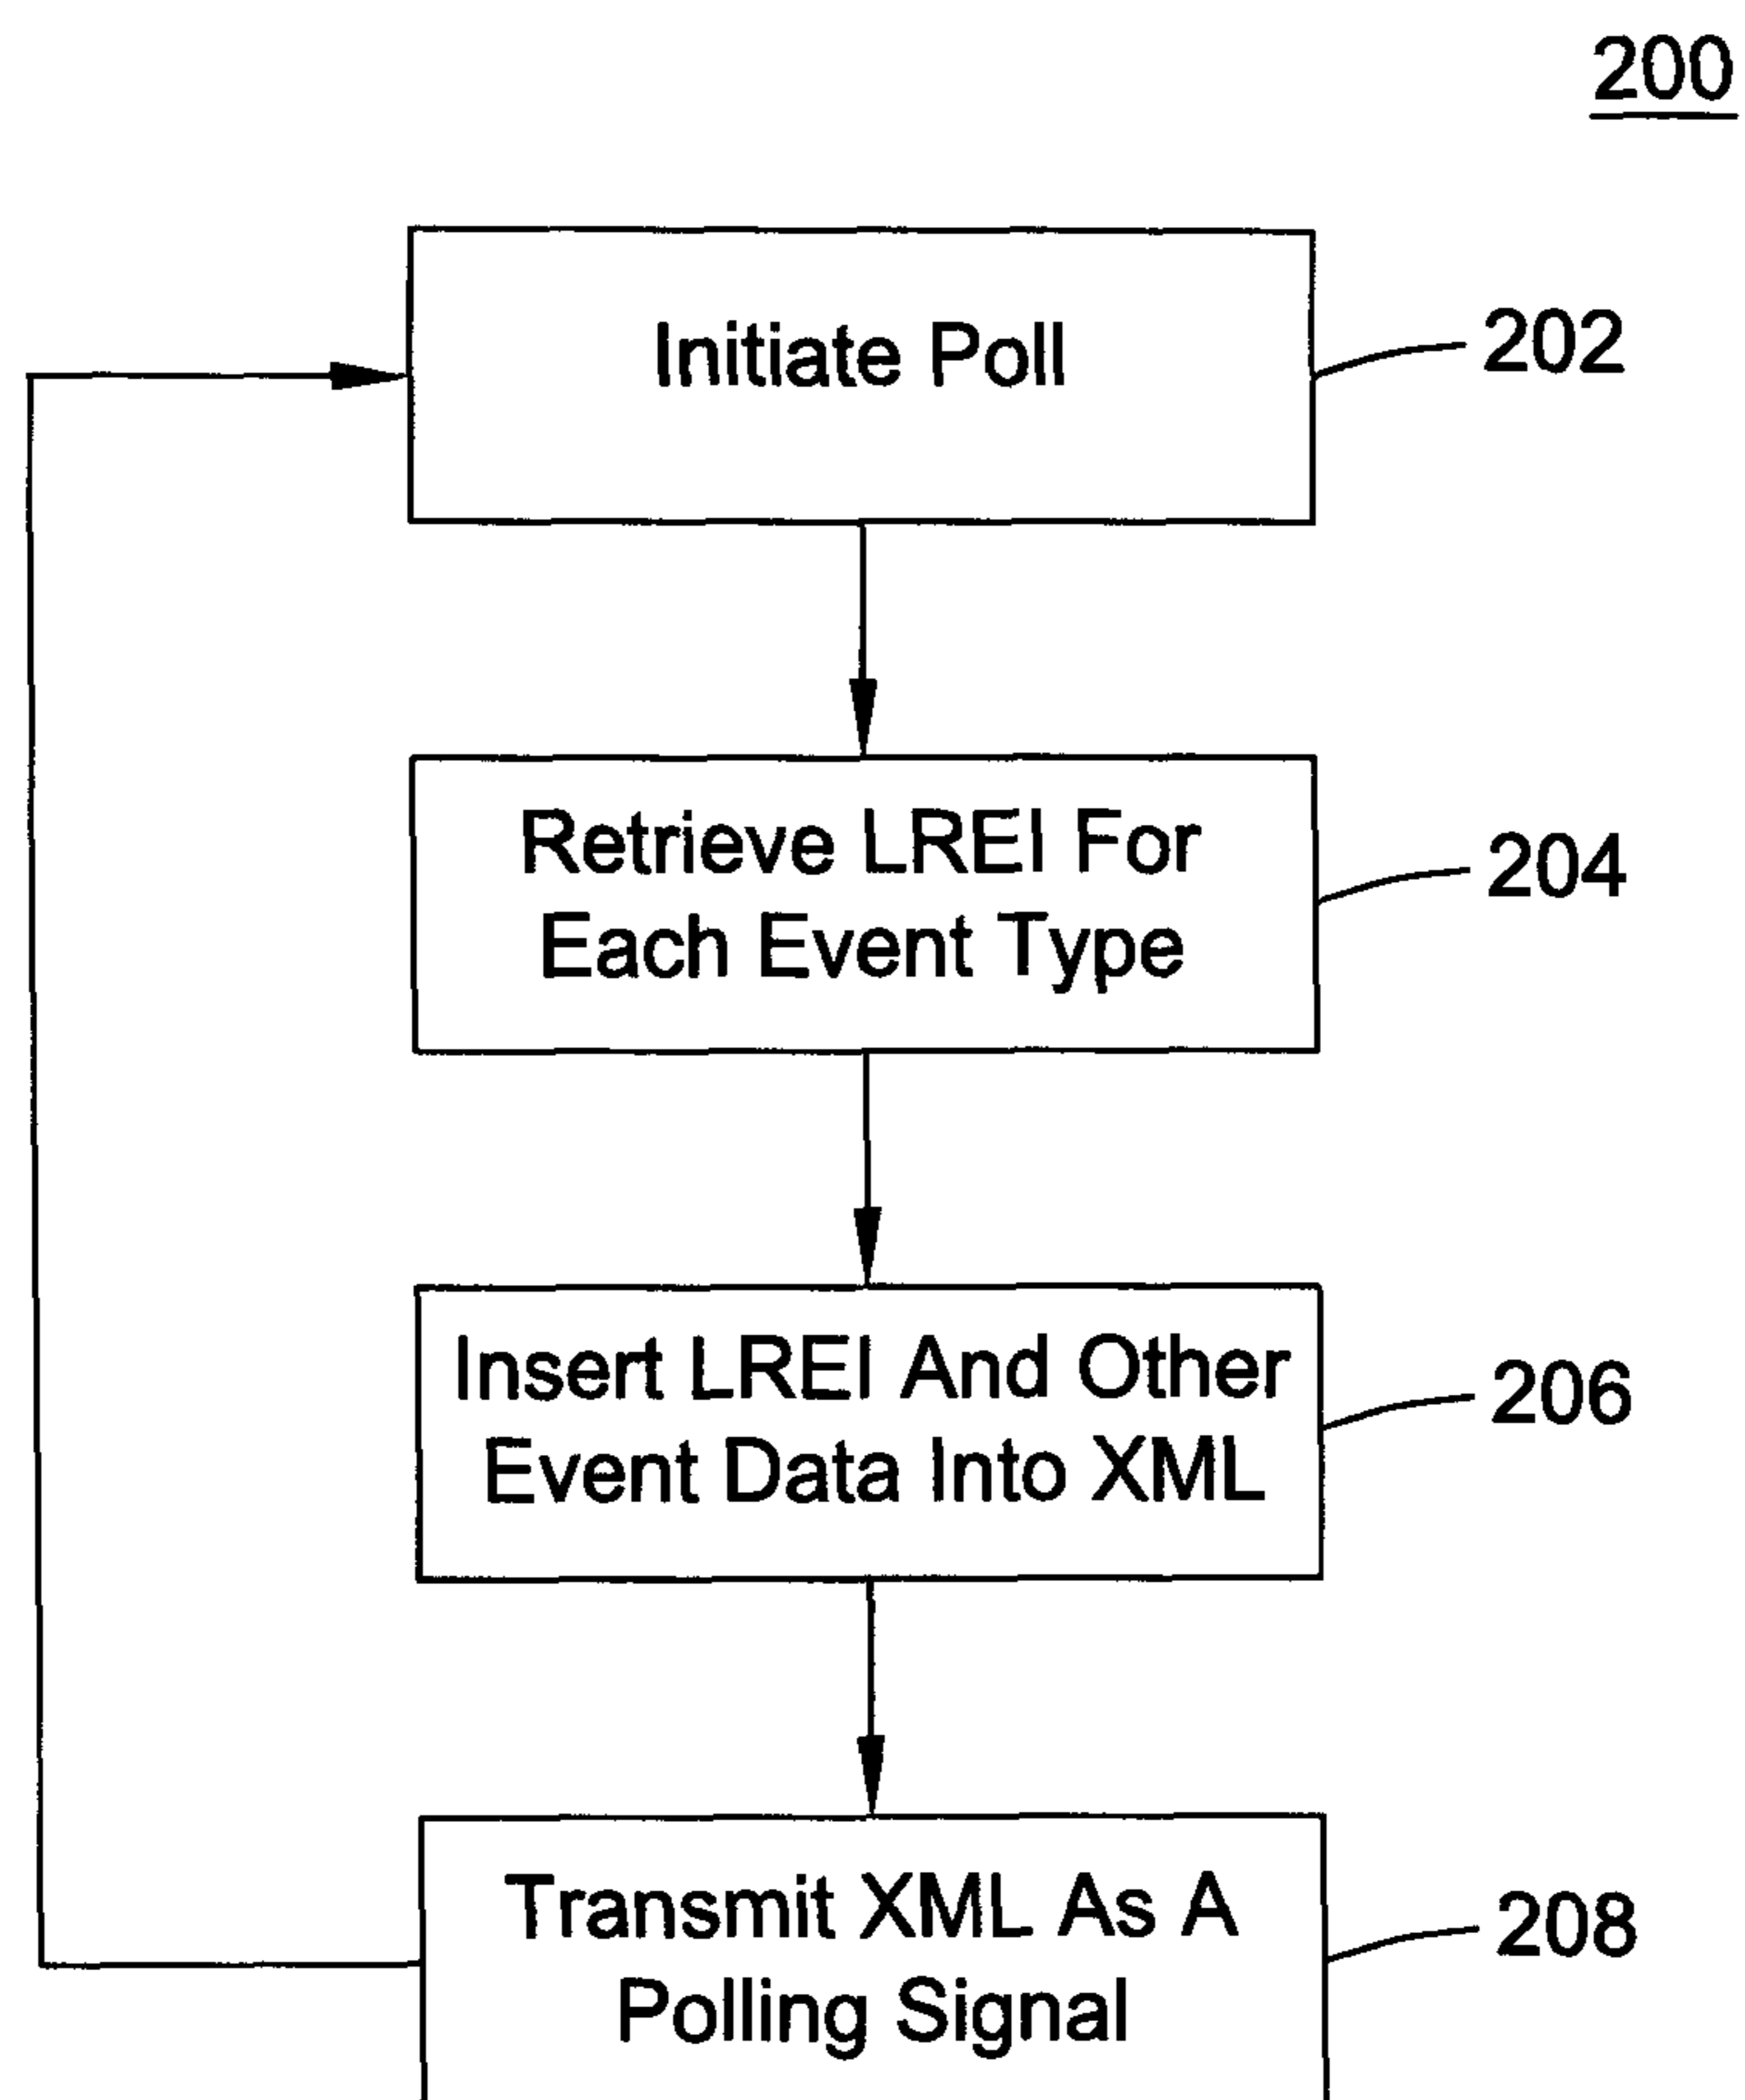 200
Initiate Poll
202
Retrieve LREI For
Each Event Type
204
Insert LREI And Other
Event Data Into XML
206
Transmit XML As A
Polling Signal
208